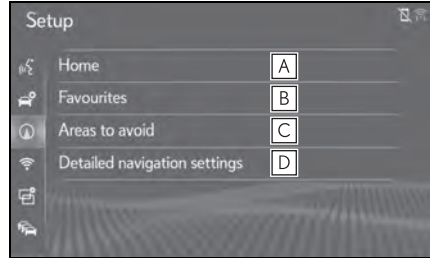 Setup
Home A
Favourites B
Areas to avoid C
Detailed navigation settings D